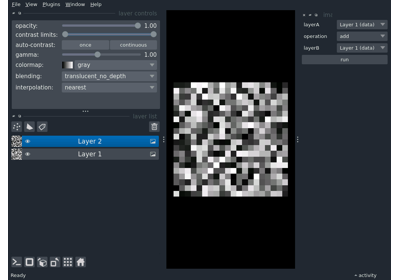 File View Plugins Window Help
layer controls
opacity: 1.00
contrast limits:
auto-contrast: once continuous
gamma: 1.00
colormap: gray
blending: translucent_no_depth
interpolation: nearest
layer list
Layer 2
Layer 1
layerA Layer 1 (data)
operation add
layerB Layer 1 (data)
run
Ready
activity